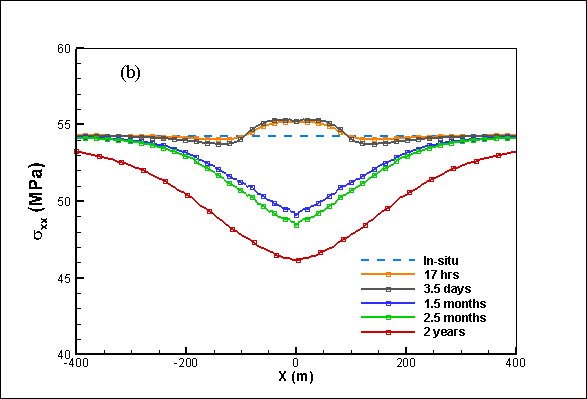 60
(b)
55
50
45
40
σxx (MPa)
In-situ
17 hrs
3.5 days
1.5 months
2.5 months
2 years
-400 -200 0 200 400
X (m)